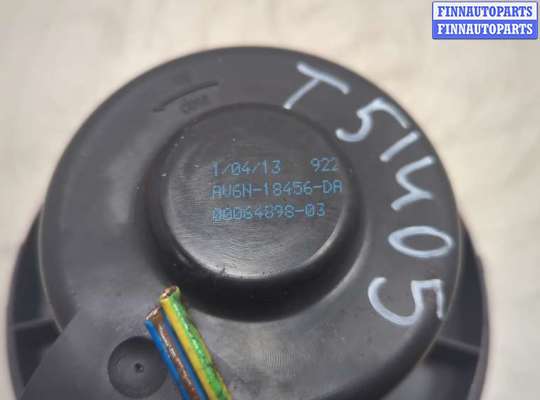 FINNAUTOPARTS
FINNAUTOPARTS
T51405
1/04/13 922
AV6N-18456-DA
00064898-03